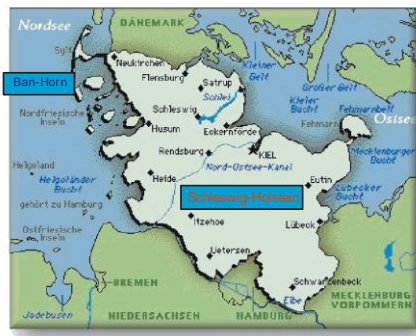 Nordsee
DÄNEMARK
Sylt
Neukirchen
Flensburg
Satrup
Kleiner
Belt
Großer Belt
Ban-Horn
Schlei
Kieler
Bucht
Fehmarnbelt
Schleswig
Nordfriesische
Inseln
Husum
Eckernförde
Fehmarn
Ostsee
Rendsburg
KIEL
Mecklenburger
Bucht
Helgoland
Heide
Nord-Ostsee-Kanal
Helgoländer
Bucht
Eutin
gehört zu Hamburg
Schleswig-Holstein
Lübecker
Bucht
Itzehoe
Lübeck
Ostfriesische
Inseln
Uetersen
Schwarzenbeck
BREMEN
Elbe
MECKLENBURG
VORPOMMERN
Jadebusen
NIEDERSACHSEN
HAMBURG